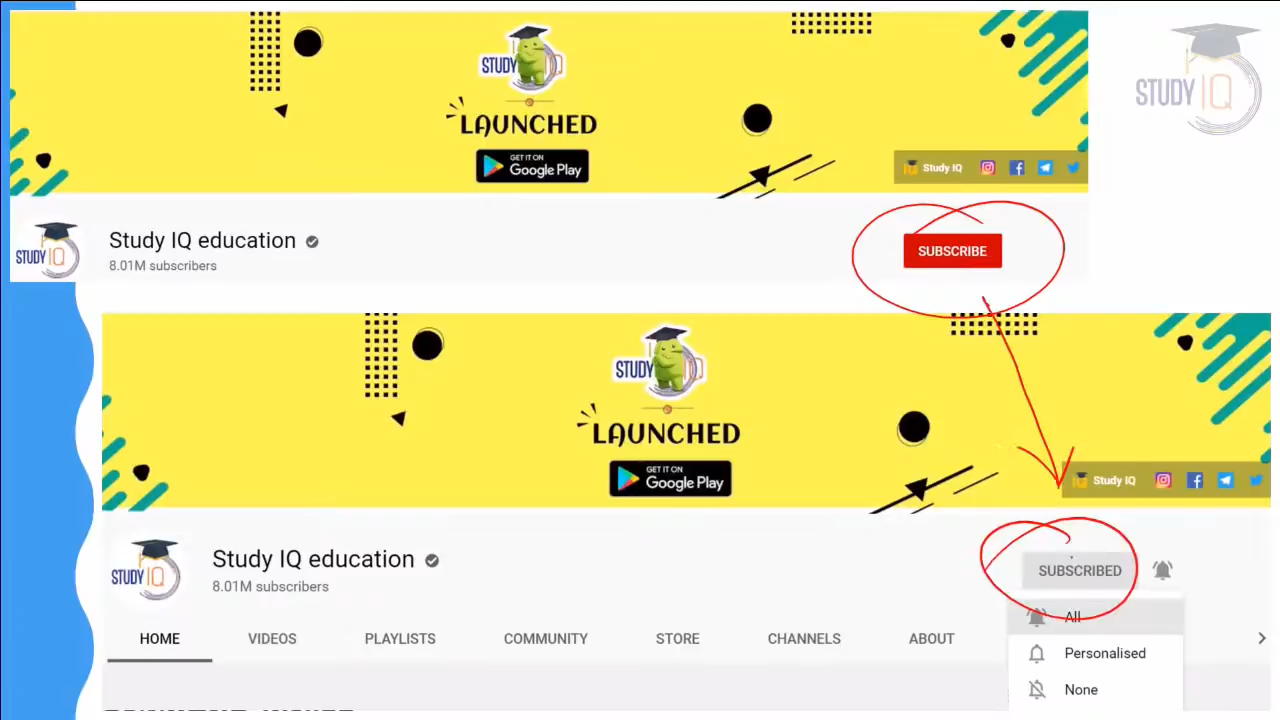 STUDY
LAUNCHED
GET IT ON
Google Play
Study IQ
STUDY IQ
STUDY IQ
Study IQ education
8.01M subscribers
SUBSCRIBE
STUDY
LAUNCHED
GET IT ON
Google Play
Study IQ
STUDY IQ
Study IQ education
8.01M subscribers
SUBSCRIBED
HOME VIDEOS PLAYLISTS COMMUNITY STORE CHANNELS ABOUT
All
Personalised
None